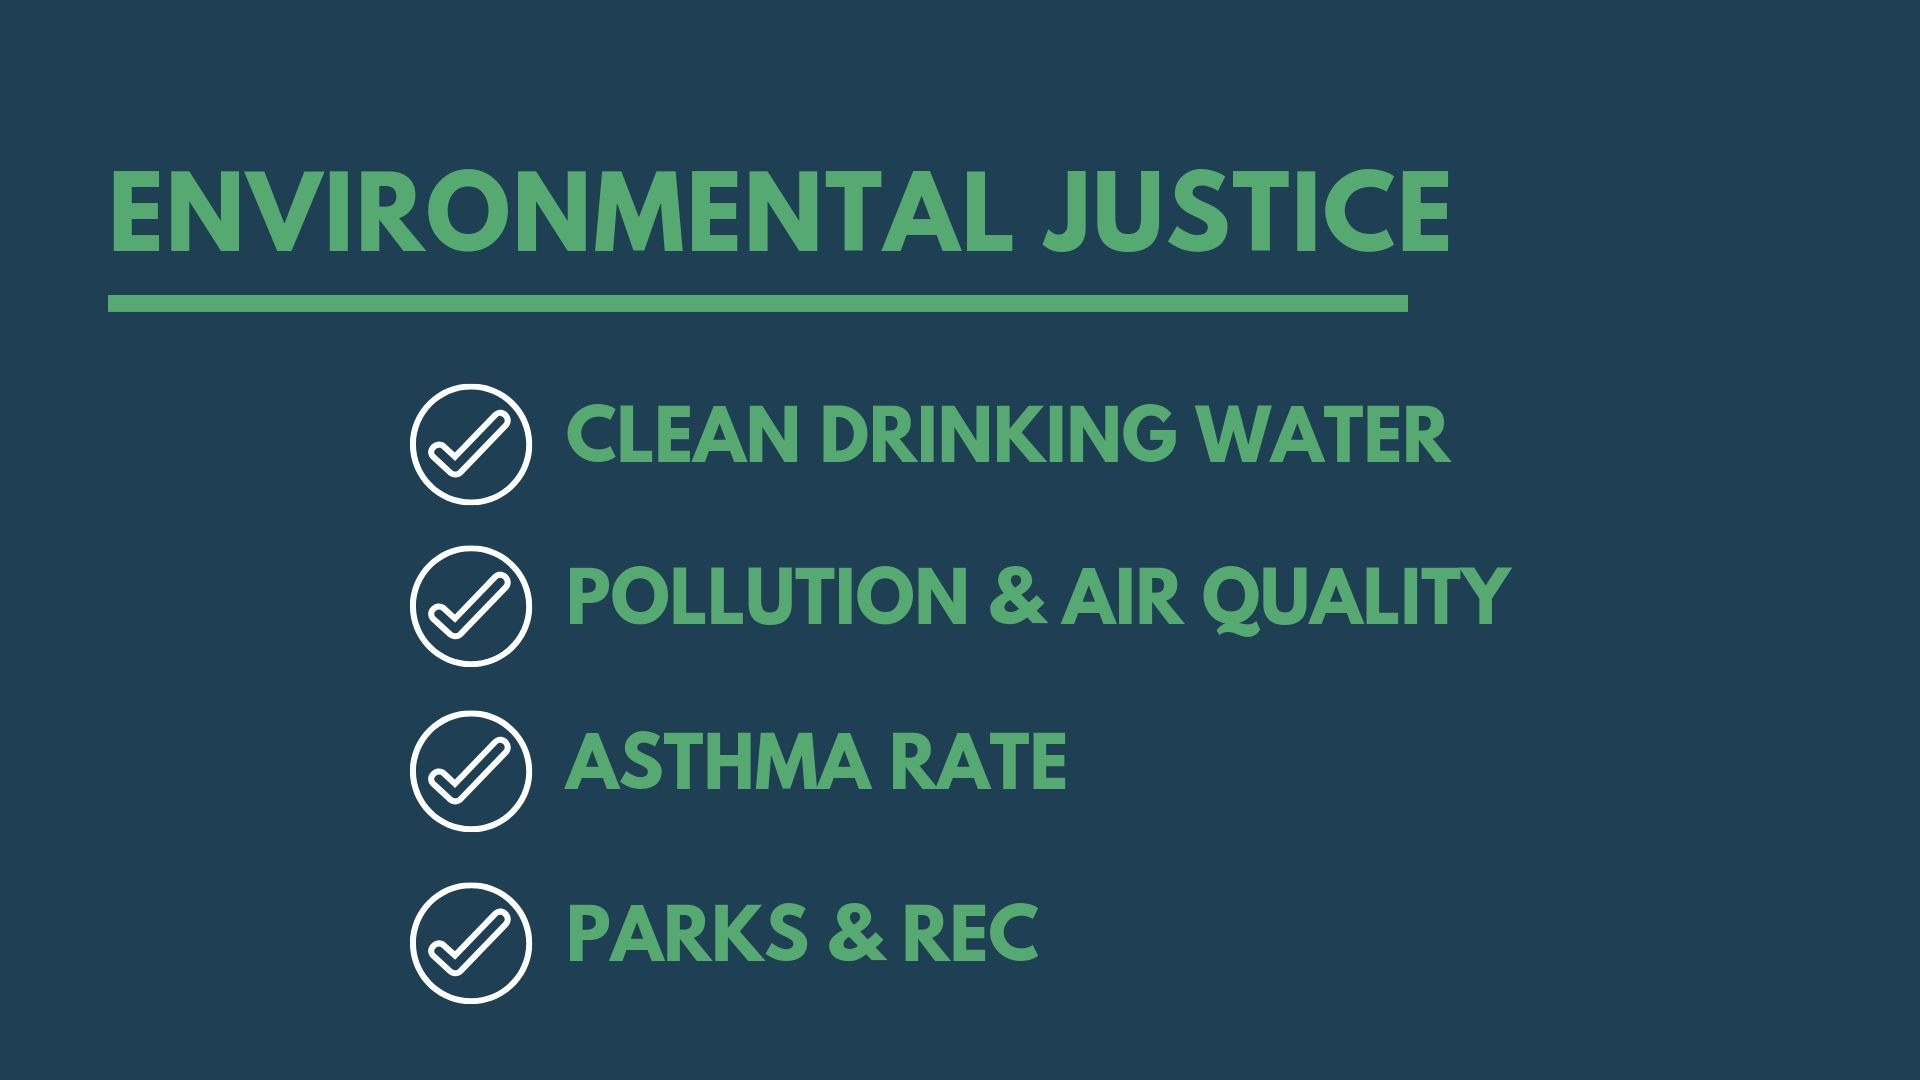 ENVIRONMENTAL JUSTICE
CLEAN DRINKING WATER
POLLUTION & AIR QUALITY
ASTHMA RATE
PARKS & REC